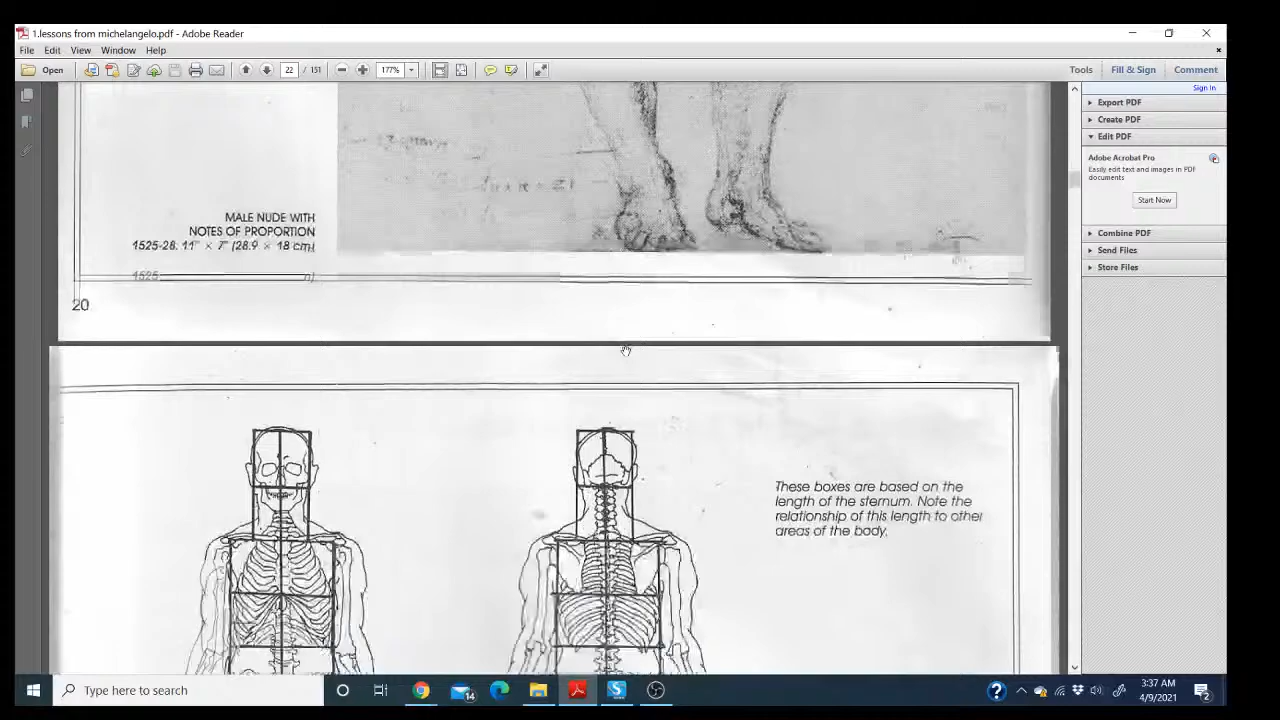 1.lessons from michelangelo.pdf - Adobe Reader
File Edit View Window Help
Open 22 / 151 177% Tools Fill & Sign Comment
Sign In
Export PDF
Create PDF
Edit PDF
Adobe Acrobat Pro
Easily edit text and images in PDF
documents
Start Now
Combine PDF
Send Files
Store Files
MALE NUDE WITH
NOTES OF PROPORTION
1525-28. 11" × 7" (28.9 × 18 cm)
1525
20
These boxes are based on the
length of the sternum. Note the
relationship of this length to other
areas of the body.
Type here to search
14
3:37 AM
4/9/2021
2